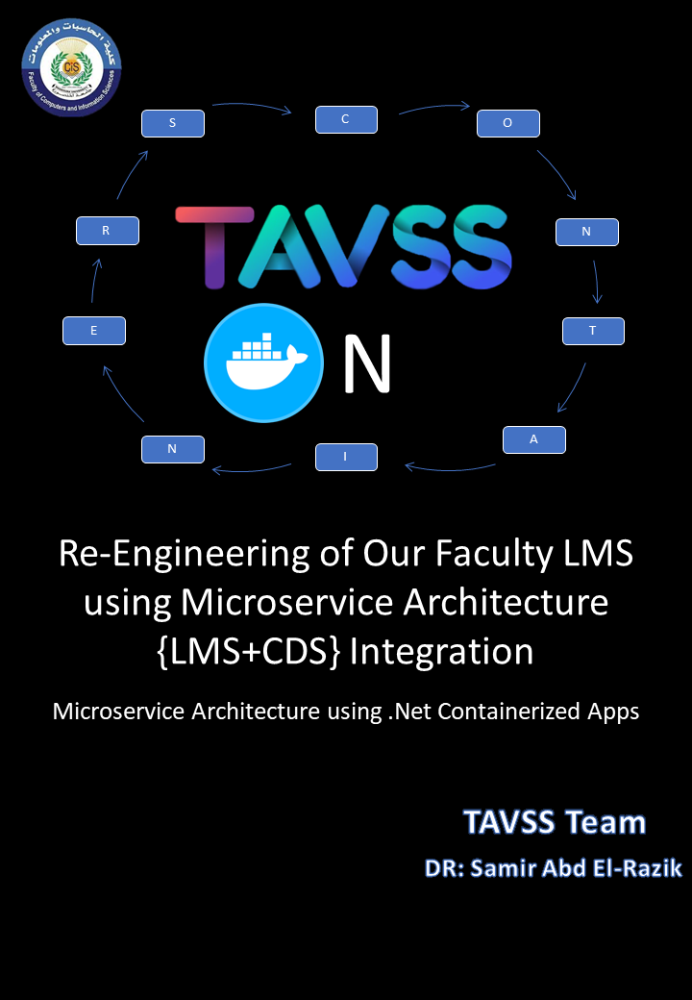 كلية الحاسبات والمعلومات
CIS
Faculty of Computers and Information Sciences
S
C
O
R
N
TAVSS
E
T
N
N
I
A
Re-Engineering of Our Faculty LMS
using Microservice Architecture
{LMS+CDS} Integration
Microservice Architecture using .Net Containerized Apps
TAVSS Team
DR: Samir Abd El-Razik